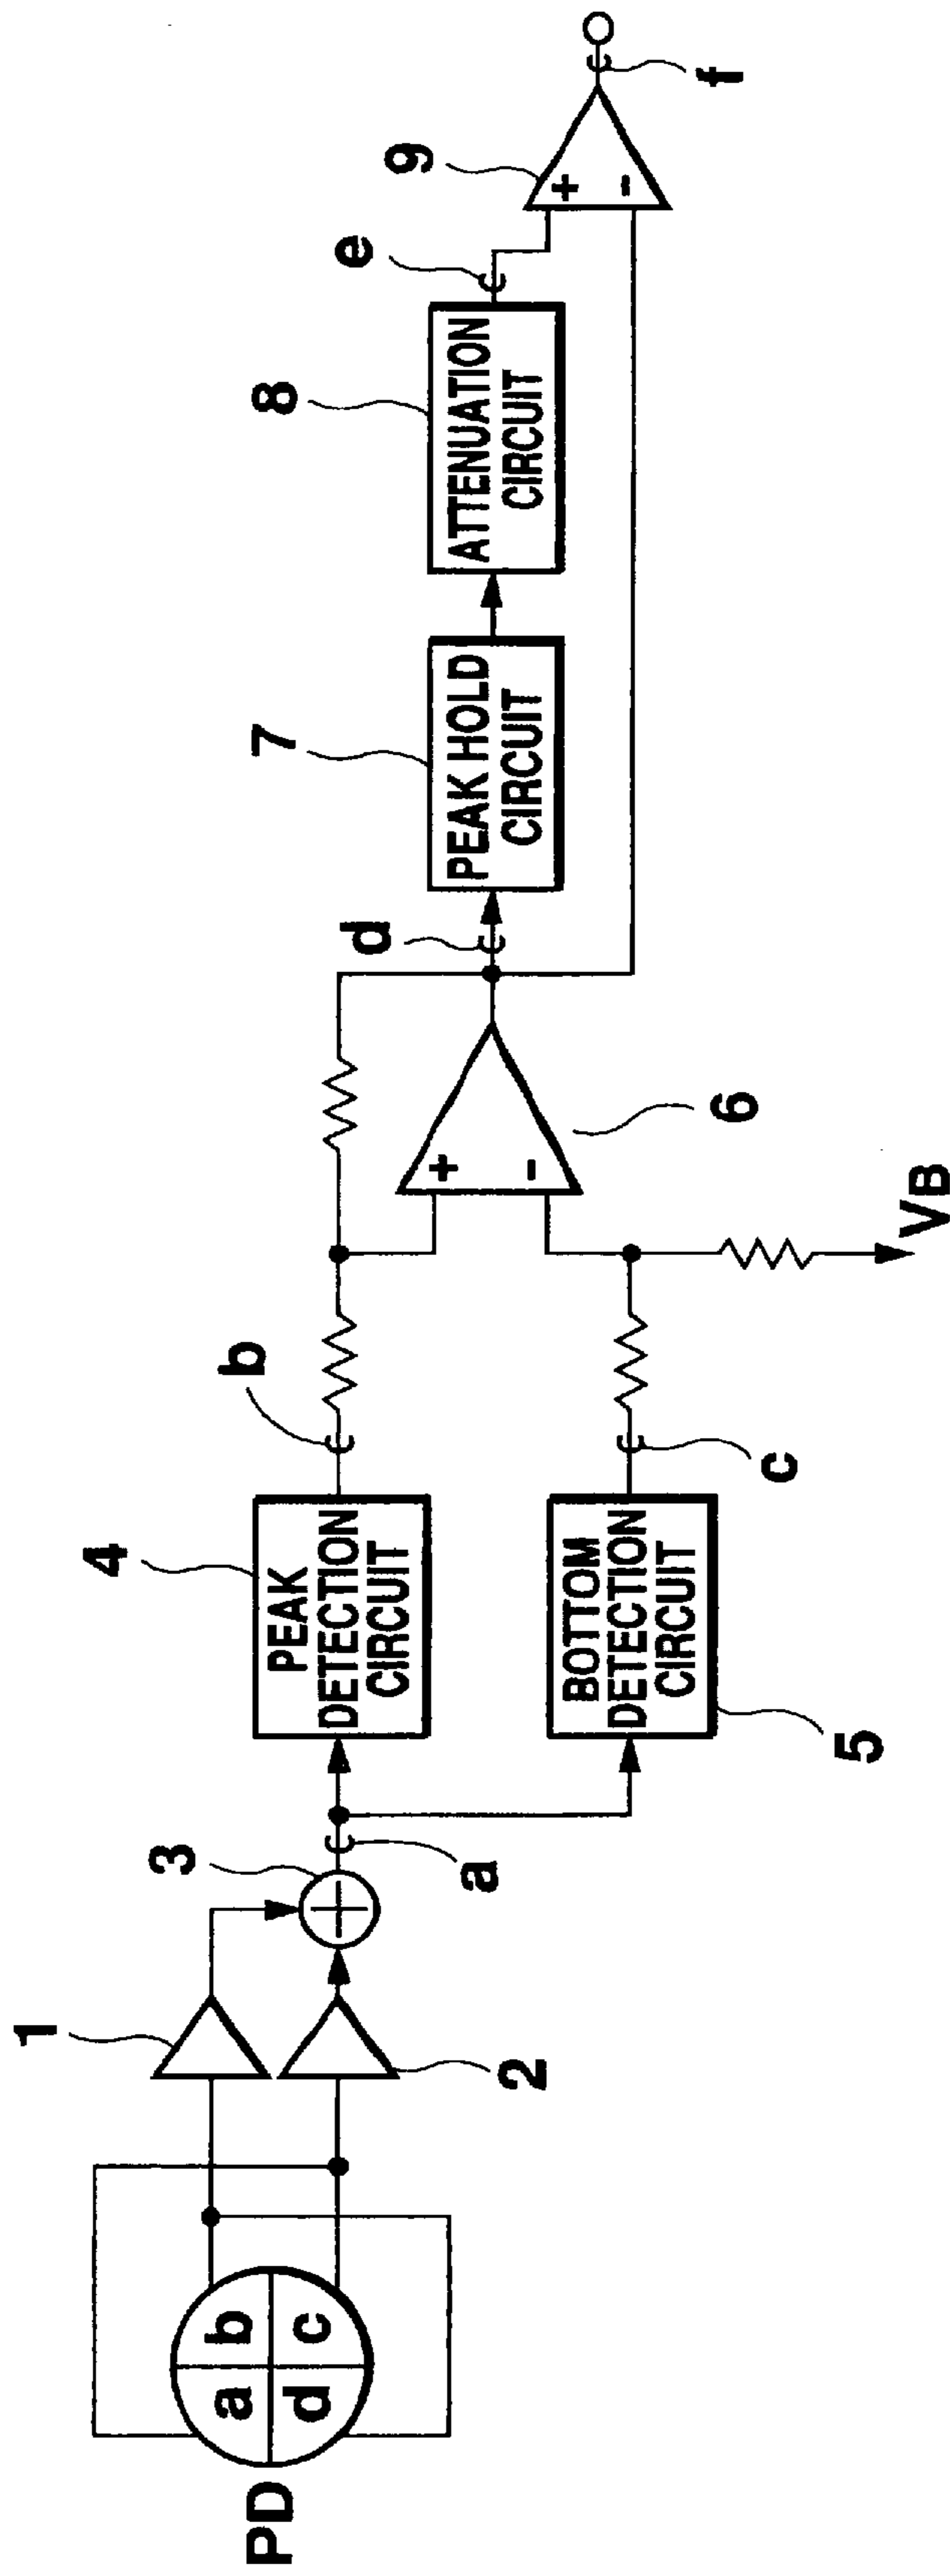 PD
a
b
d
c
1
2
3
a
4
PEAK
DETECTION
CIRCUIT
5
BOTTOM
DETECTION
CIRCUIT
b
c
+
-
6
VB
d
7
PEAK HOLD
CIRCUIT
8
ATTENUATION
CIRCUIT
e
9
+
-
f